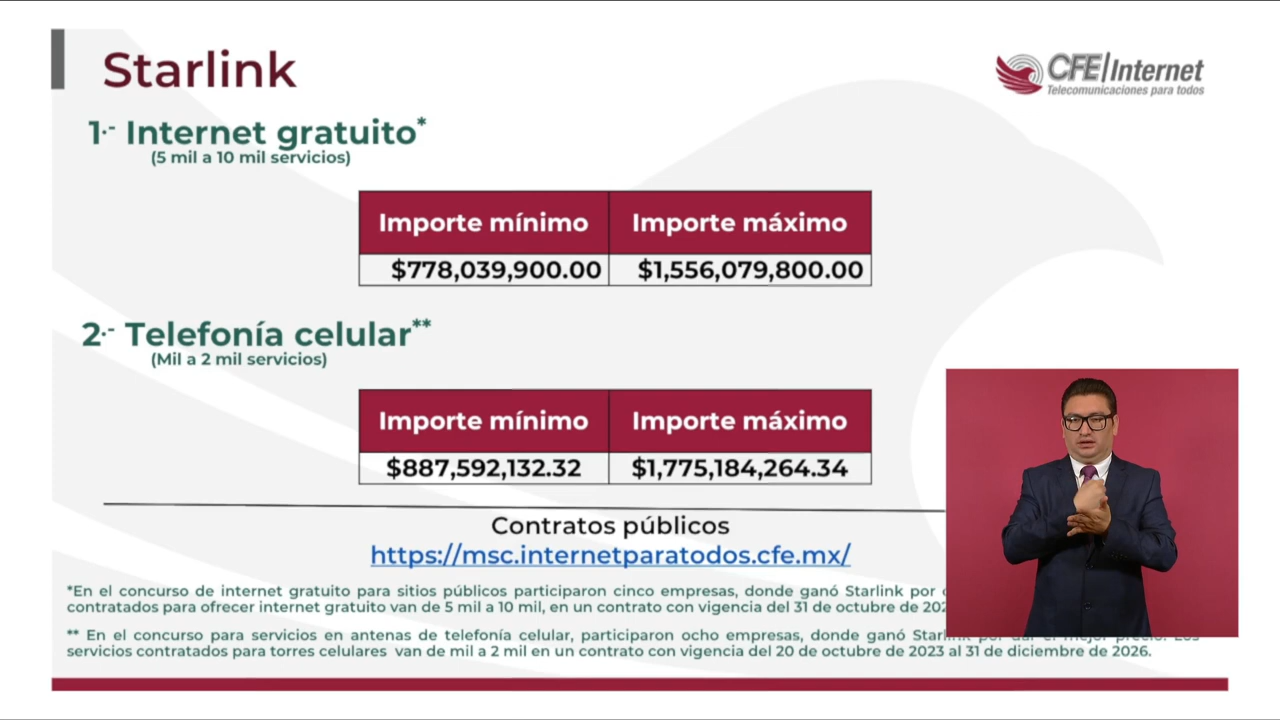 Starlink
CFE/Internet
Telecomunicaciones para todos
1.- Internet gratuito*
(5 mil a 10 mil servicios)
Importe mínimo Importe máximo
$778,039,900.00 $1,556,079,800.00
2.- Telefonía celular**
(Mil a 2 mil servicios)
Importe mínimo Importe máximo
$887,592,132.32 $1,775,184,264.34
Contratos públicos
https://msc.internetparatodos.cfe.mx/
*En el concurso de internet gratuito para sitios públicos participaron cinco empresas, donde ganó Starlink por
contratados para ofrecer internet gratuito van de 5 mil a 10 mil, en un contrato con vigencia del 31 de octubre de
** En el concurso para servicios en antenas de telefonía celular, participaron ocho empresas, donde ganó Starlink por dar el mejor precio. Los
servicios contratados para torres celulares van de mil a 2 mil en un contrato con vigencia del 20 de octubre de 2023 al 31 de diciembre de 2026.